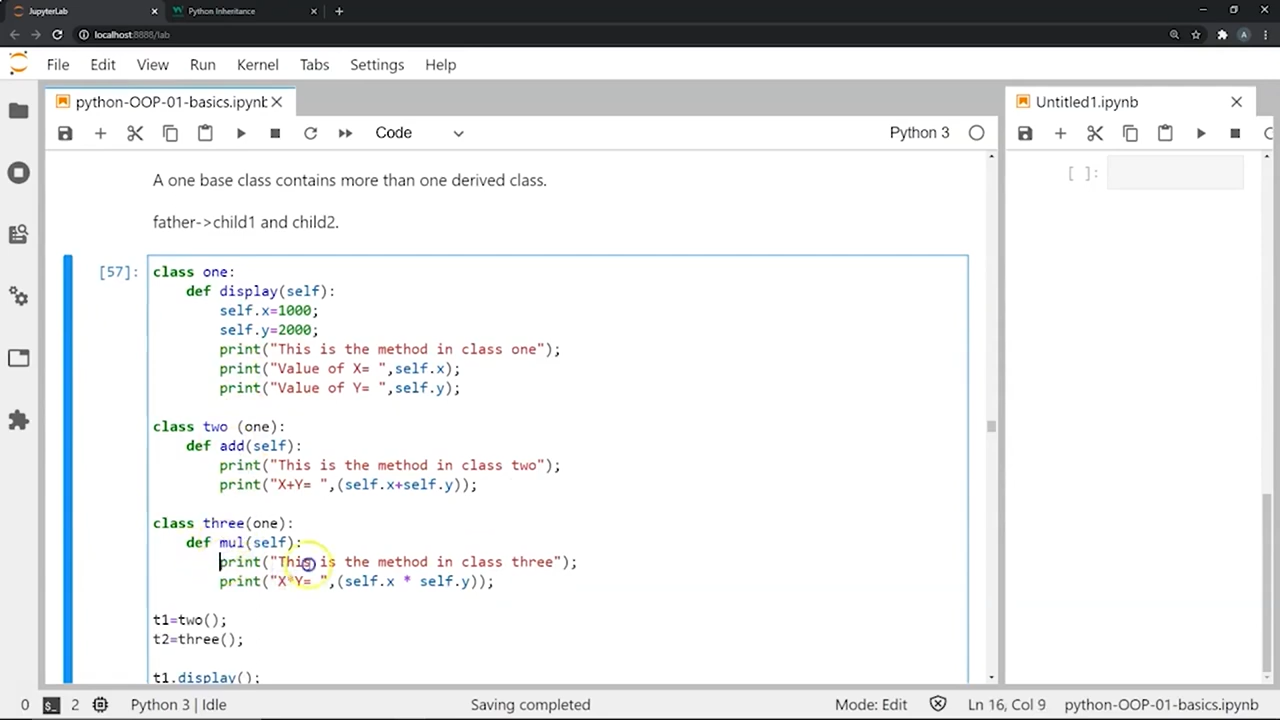 JupyterLab
Python Inheritance
localhost:8888/lab
A
File Edit View Run Kernel Tabs Settings Help
python-OOP-01-basics.ipynb
Untitled1.ipynb
Code
Python 3
[ ]:
A one base class contains more than one derived class.
father->child1 and child2.
[57]:
class one:
def display(self):
self.x=1000;
self.y=2000;
print("This is the method in class one");
print("Value of X= ",self.x);
print("Value of Y= ",self.y);
class two (one):
def add(self):
print("This is the method in class two");
print("X+Y= ",(self.x+self.y));
class three(one):
def mul(self):
print("This is the method in class three");
print("X*Y= ",(self.x * self.y));
t1=two();
t2=three();
t1.display();
0
2
Python 3 | Idle
Saving completed
Mode: Edit
Ln 16, Col 9
python-OOP-01-basics.ipynb